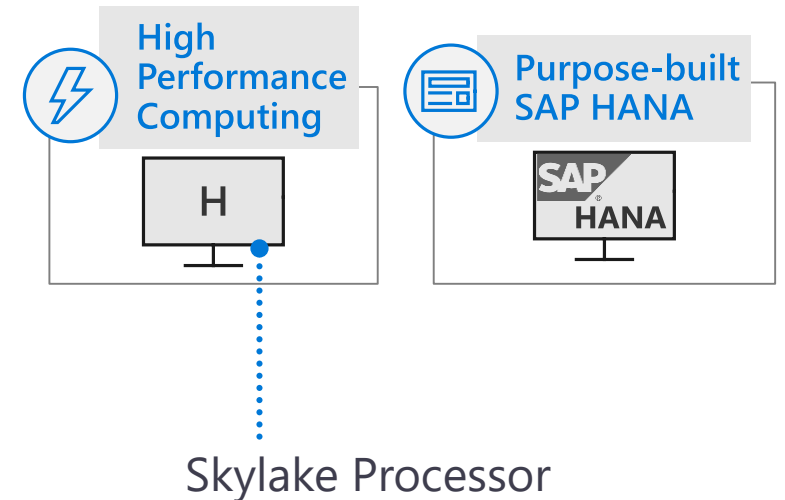 High
Performance
Computing
Purpose-built
SAP HANA
H
SAP
®
HANA
Skylake Processor